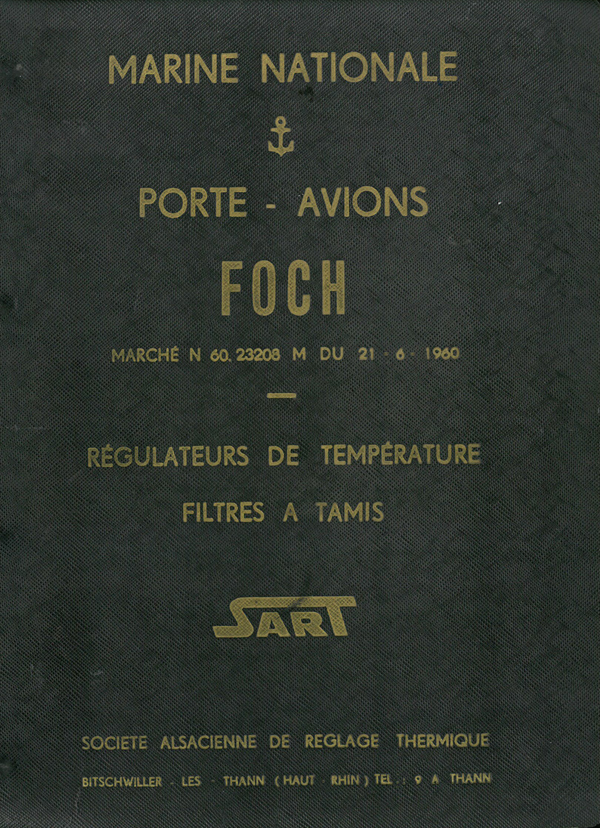 MARINE NATIONALE
PORTE - AVIONS
FOCH
MARCHÉ N 60.23208 M DU 21 - 6 - 1960
RÉGULATEURS DE TEMPÉRATURE
FILTRES A TAMIS
SART
SOCIETE ALSACIENNE DE REGLAGE THERMIQUE
BITSCHWILLER - LES - THANN ( HAUT - RHIN ) TEL. : 9 A THANN